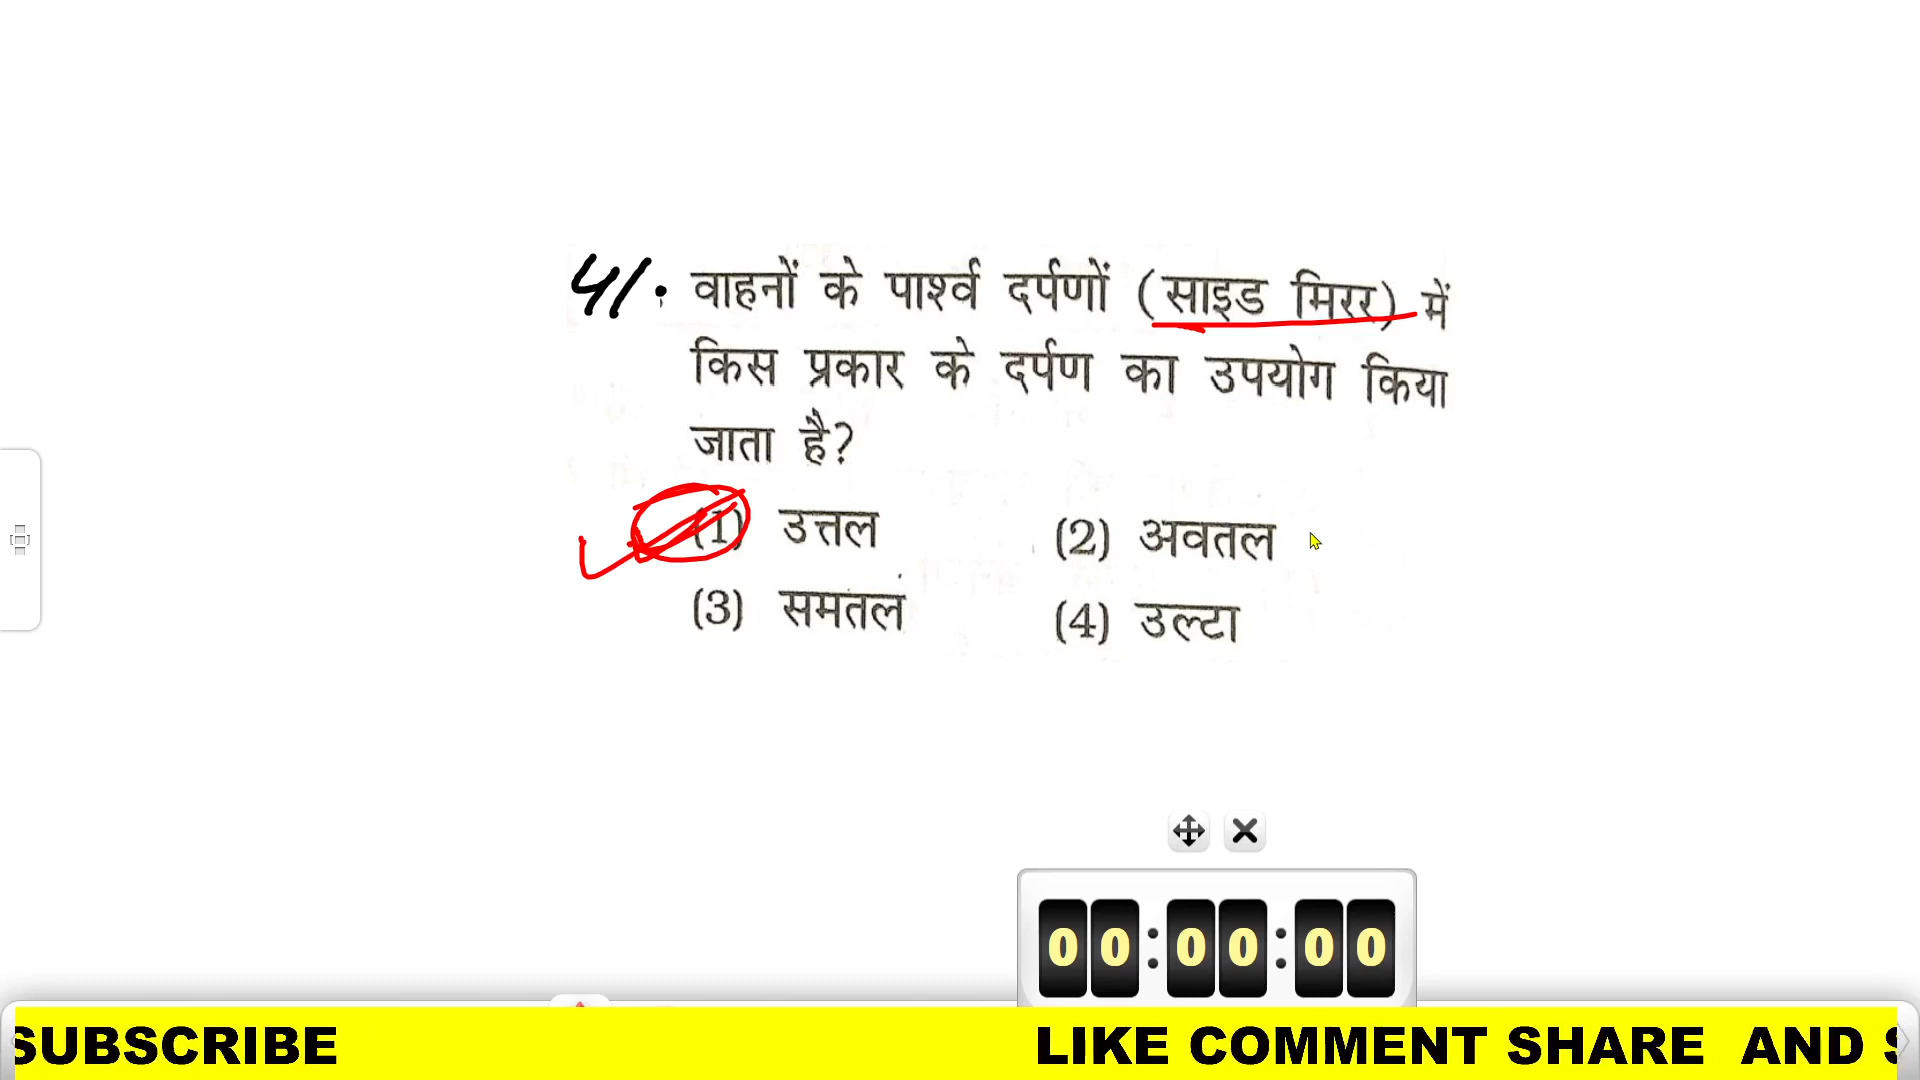 41. वाहनों के पार्श्व दर्पणों (साइड मिरर) में
किस प्रकार के दर्पण का उपयोग किया
जाता है?
(1) उत्तल (2) अवतल
(3) समतल (4) उल्टा
00:00:00
SUBSCRIBE LIKE COMMENT SHARE AND S